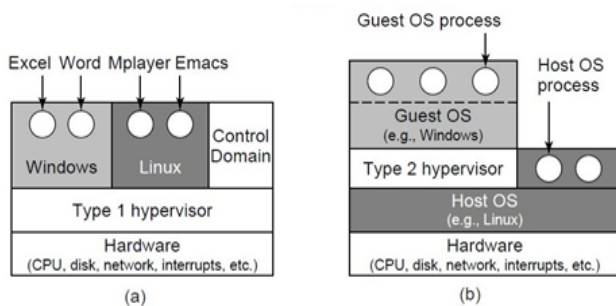 Excel Word Mplayer Emacs
Windows
Linux
Control
Domain
Type 1 hypervisor
Hardware
(CPU, disk, network, interrupts, etc.)
(a)
Guest OS process
Host OS
process
Guest OS
(e.g., Windows)
Type 2 hypervisor
Host OS
(e.g., Linux)
Hardware
(CPU, disk, network, interrupts, etc.)
(b)